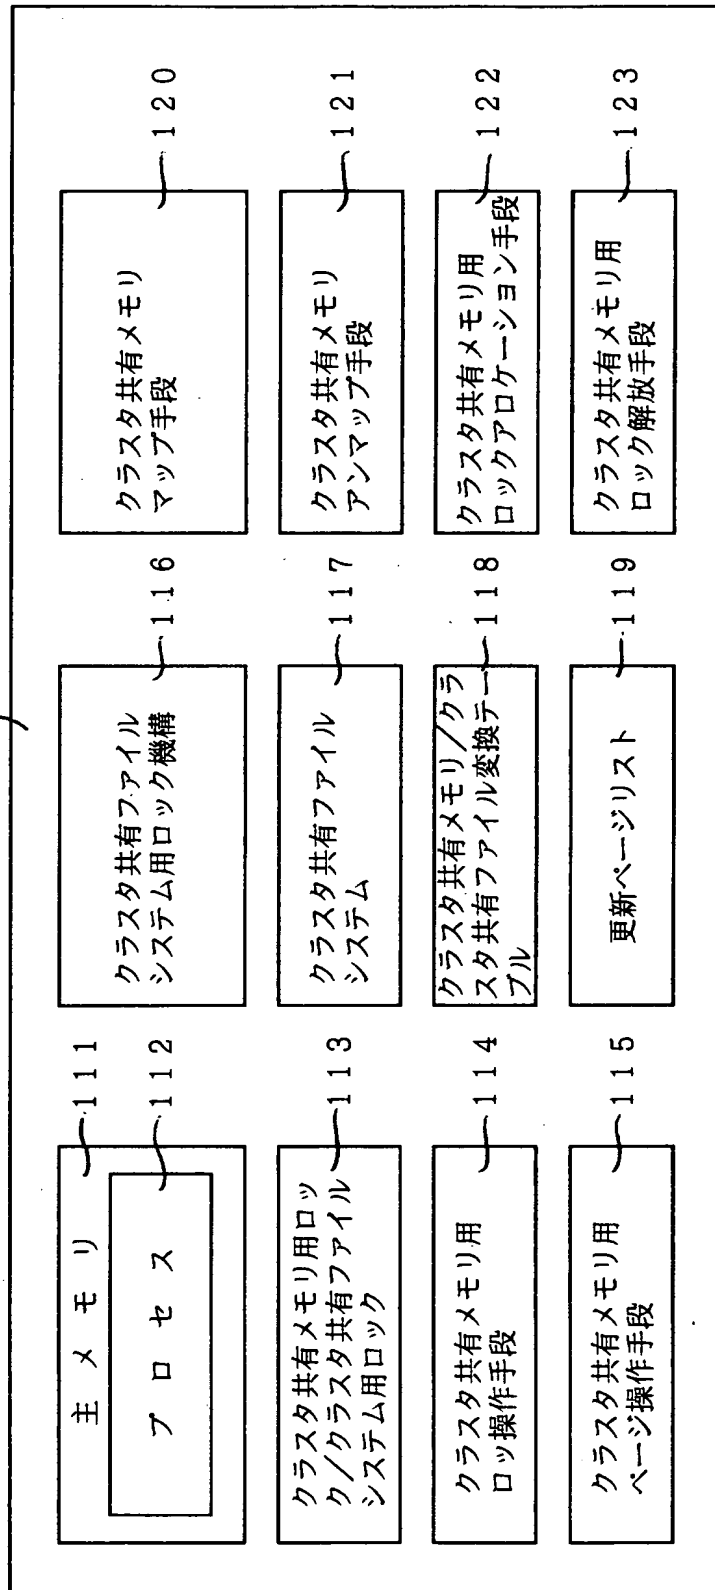 主メモリ
111
プロセス
112
クラスタ共有メモリ用ロッ
ク／クラスタ共有ファイル
システム用ロック
113
クラスタ共有メモリ用
ロッ操作手段
114
クラスタ共有メモリ用
ページ操作手段
115
クラスタ共有ファイル
システム用ロック機構
116
クラスタ共有ファイル
システム
117
クラスタ共有メモリ／クラ
スタ共有ファイル変換テー
ブル
118
更新ページリスト
119
クラスタ共有メモリ
マップ手段
120
クラスタ共有メモリ
アンマップ手段
121
クラスタ共有メモリ用
ロックアロケーション手段
122
クラスタ共有メモリ用
ロック解放手段
123